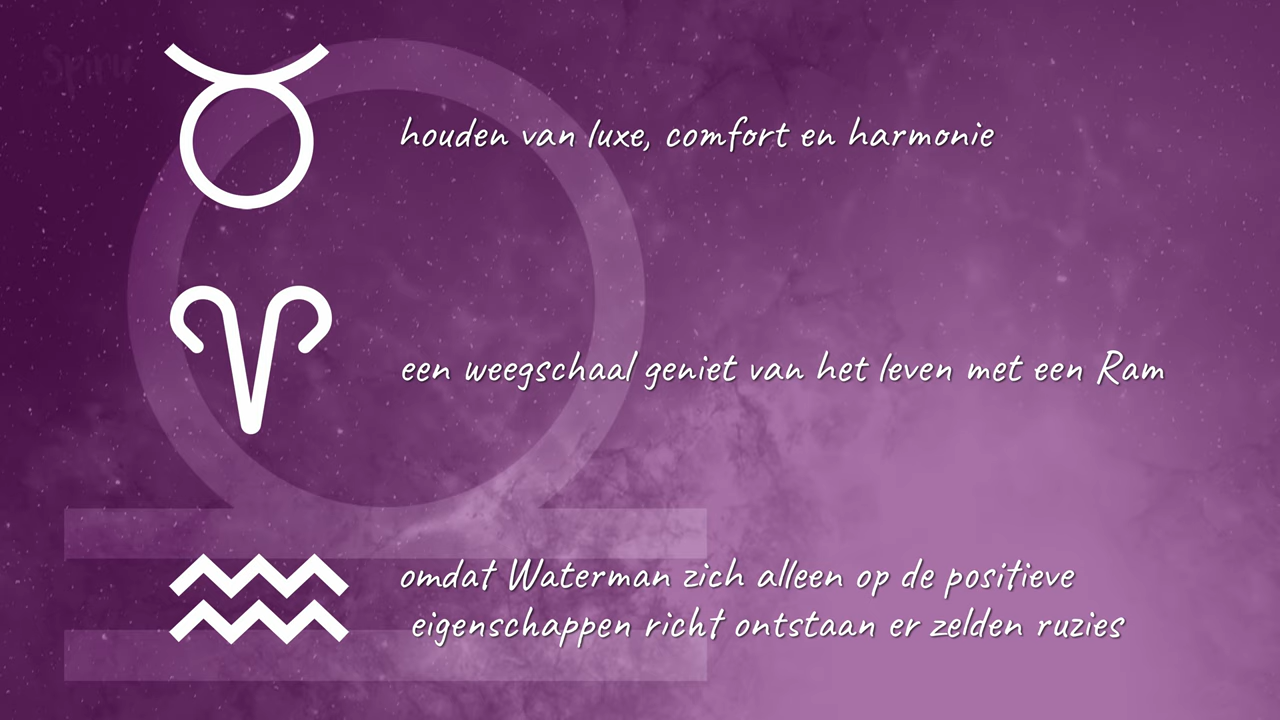 Spiru
houden van luxe, comfort en harmonie
een weegschaal geniet van het leven met een Ram
omdat Waterman zich alleen op de positieve
eigenschappen richt ontstaan er zelden ruzies